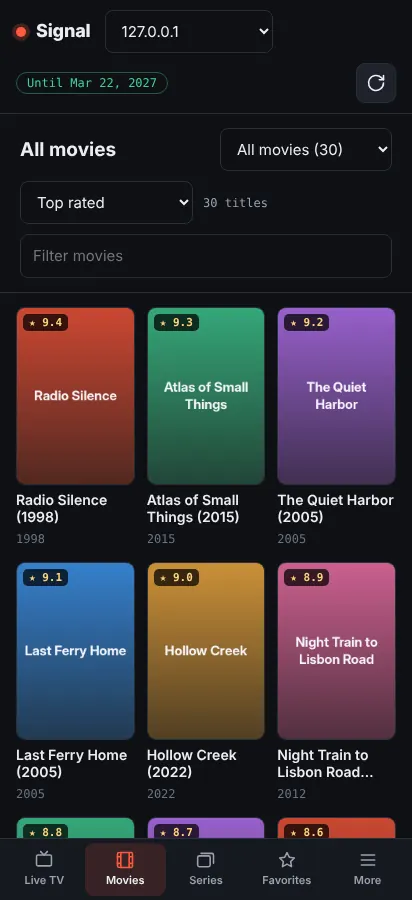 Signal
127.0.0.1
Until Mar 22, 2027
All movies
All movies (30)
Top rated
30 titles
Filter movies
★ 9.4
Radio Silence
★ 9.3
Atlas of Small
Things
★ 9.2
The Quiet
Harbor
Radio Silence
(1998)
1998
Atlas of Small
Things (2015)
2015
The Quiet Harbor
(2005)
2005
★ 9.1
Last Ferry Home
★ 9.0
Hollow Creek
★ 8.9
Night Train to
Lisbon Road
Last Ferry Home
(2005)
2005
Hollow Creek
(2022)
2022
Night Train to
Lisbon Road...
2012
★ 8.8
★ 8.7
★ 8.6
Live TV
Movies
Series
Favorites
More